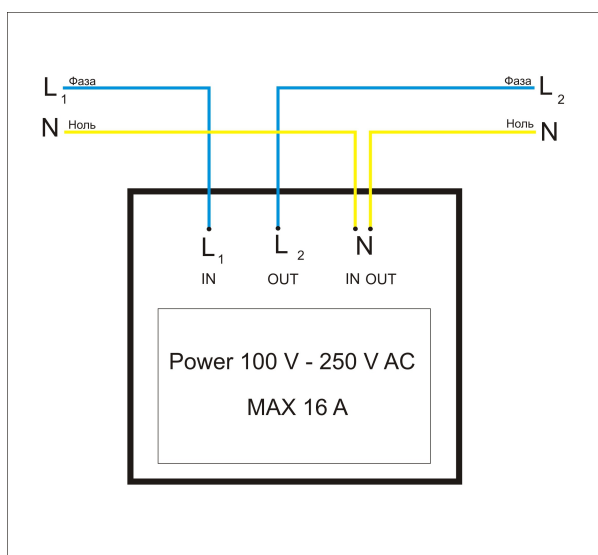 L1 Фаза Фаза L2
N Ноль Ноль N
L1 L2 N
IN OUT IN OUT
Power 100 V - 250 V AC
MAX 16 A